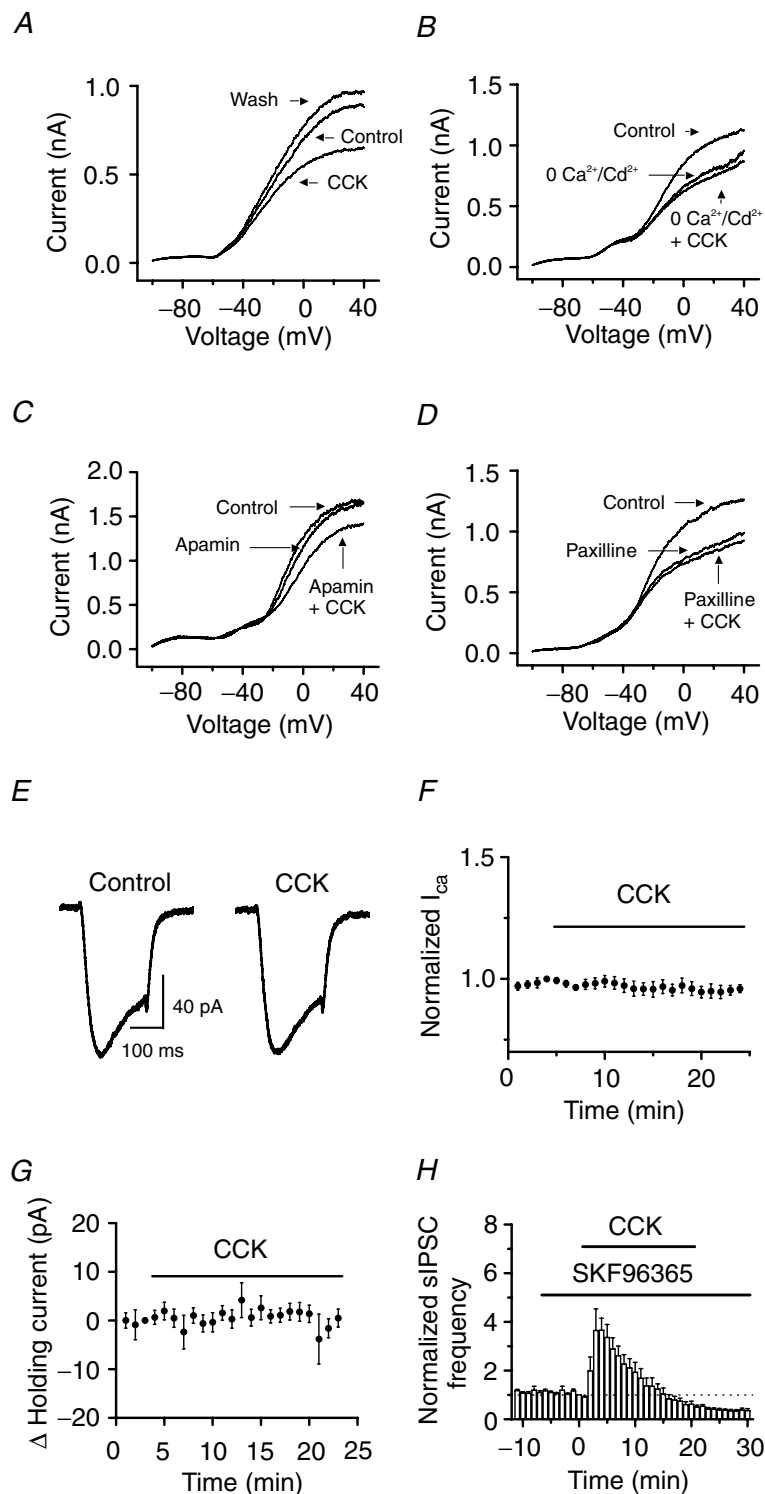 A
Current (nA)
1.0
0.5
0.0
Wash
Control
CCK
−80 −40 0 40
Voltage (mV)
B
Current (nA)
1.5
1.0
0.5
0.0
Control
0 Ca²⁺/Cd²⁺
0 Ca²⁺/Cd²⁺
+ CCK
−80 −40 0 40
Voltage (mV)
C
Current (nA)
2.0
1.5
1.0
0.5
0.0
Control
Apamin
Apamin
+ CCK
−80 −40 0 40
Voltage (mV)
D
Current (nA)
1.5
1.0
0.5
0.0
Control
Paxilline
Paxilline
+ CCK
−80 −40 0 40
Voltage (mV)
E
Control
CCK
40 pA
100 ms
F
Normalized I_ca
1.5
1.0
CCK
0 10 20
Time (min)
G
Δ Holding current (pA)
20
10
0
−10
−20
CCK
0 5 10 15 20 25
Time (min)
H
Normalized sIPSC
frequency
8
6
4
2
0
CCK
SKF96365
−10 0 10 20 30
Time (min)